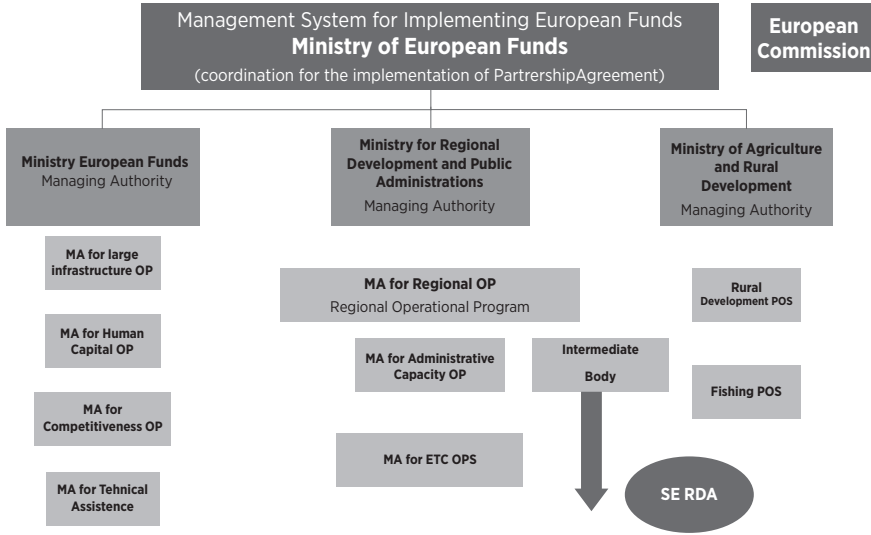 Management System for Implementing European Funds
Ministry of European Funds
(coordination for the implementation of PartrershipAgreement)
European
Commission
Ministry European Funds
Managing Authority
Ministry for Regional
Development and Public
Administrations
Managing Authority
Ministry of Agriculture
and Rural
Development
Managing Authority
MA for large
infrastructure OP
MA for Human
Capital OP
MA for
Competitiveness OP
MA for Tehnical
Assistence
MA for Regional OP
Regional Operational Program
MA for Administrative
Capacity OP
Intermediate
Body
MA for ETC OPS
SE RDA
Rural
Development POS
Fishing POS